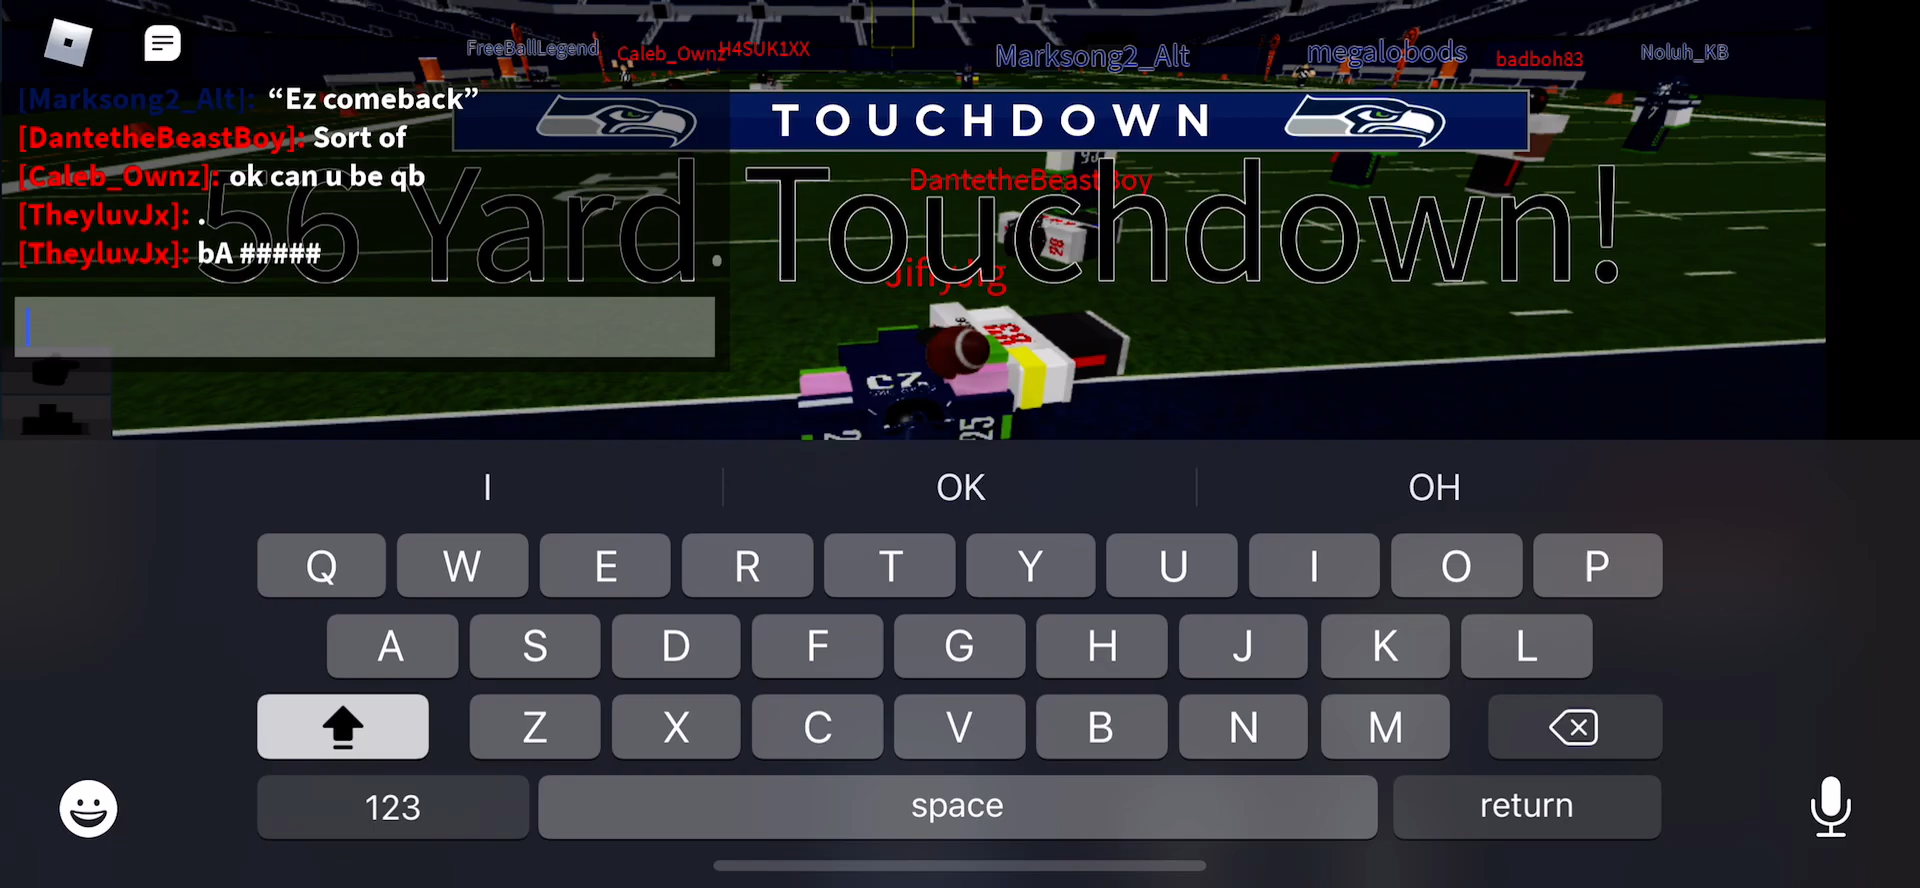 FreeBallLegend Caleb_Ownz H4SUK1XX Marksong2_Alt megalobods badboh83 Noluh_KB
[Marksong2_Alt]: “Ez comeback”
TOUCHDOWN
[DantetheBeastBoy]: Sort of
[Caleb_Ownz]: ok can u be qb
[TheyluvJx]: .
[TheyluvJx]: bA #####
DantetheBeastBoy
56 Yard. Touchdown!
JiffyJig
I OK OH
Q W E R T Y U I O P
A S D F G H J K L
Z X C V B N M
123 space return